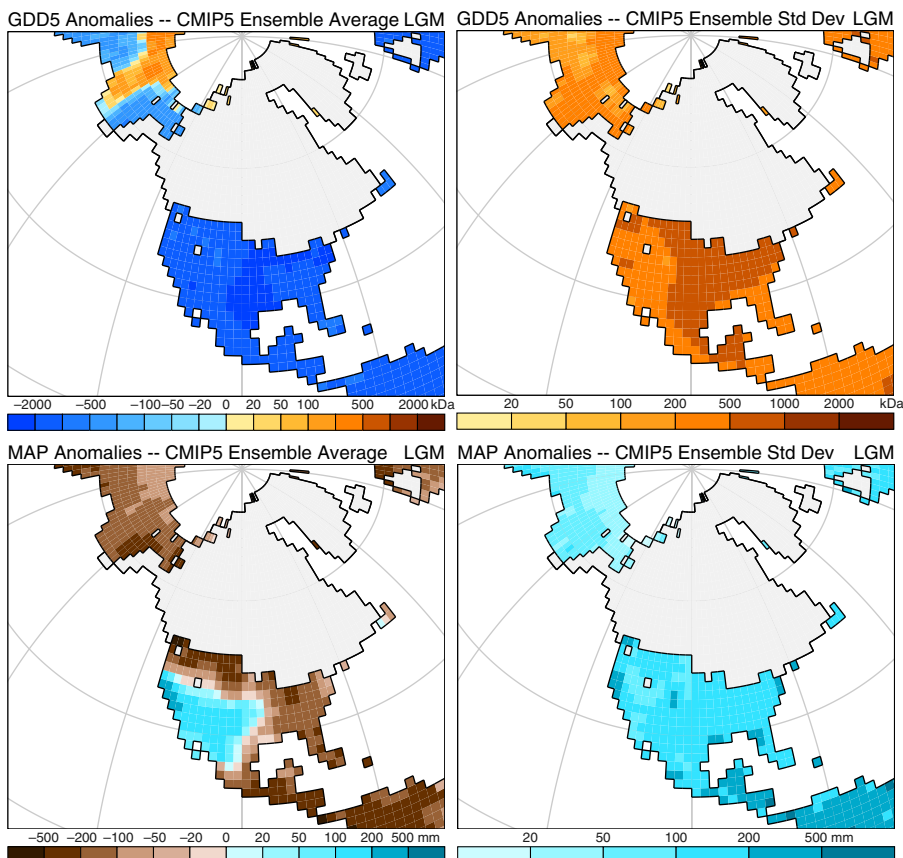 GDD5 Anomalies -- CMIP5 Ensemble Average LGM
GDD5 Anomalies -- CMIP5 Ensemble Std Dev LGM
−2000 −500 −100 −50 −20 0 20 50 100 500 2000 kDa
20 50 100 200 500 1000 2000 kDa
MAP Anomalies -- CMIP5 Ensemble Average LGM
MAP Anomalies -- CMIP5 Ensemble Std Dev LGM
−500 −200 −100 −50 −20 0 20 50 100 200 500 mm
20 50 100 200 500 mm